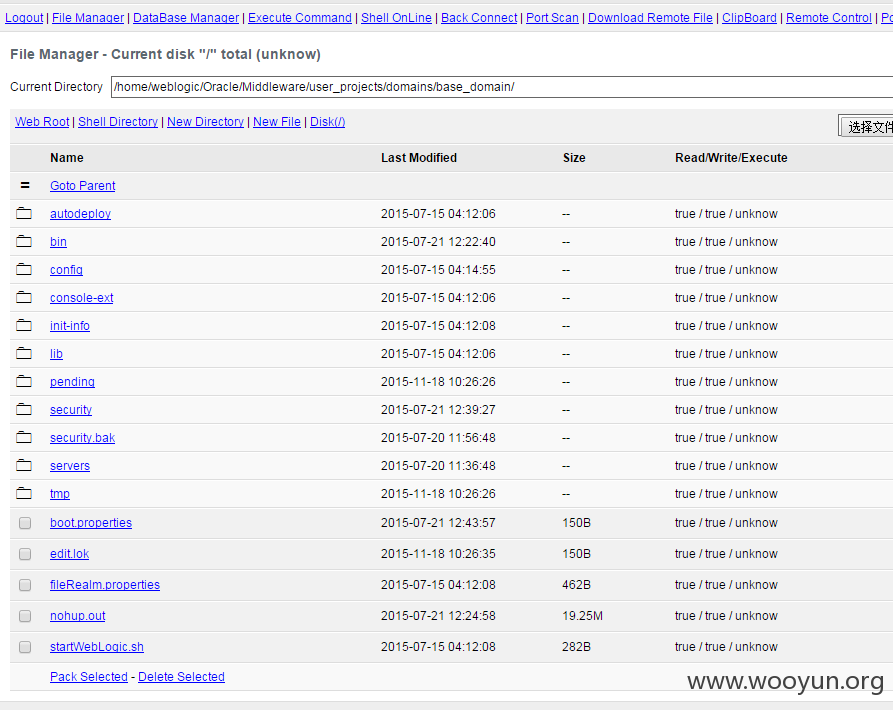 Logout | File Manager | DataBase Manager | Execute Command | Shell OnLine | Back Connect | Port Scan | Download Remote File | ClipBoard | Remote Control |
File Manager - Current disk "/" total (unknow)
Current Directory /home/weblogic/Oracle/Middleware/user_projects/domains/base_domain/
Web Root | Shell Directory | New Directory | New File | Disk(/) 选择文件
Name Last Modified Size Read/Write/Execute
= Goto Parent
autodeploy 2015-07-15 04:12:06 -- true / true / unknow
bin 2015-07-21 12:22:40 -- true / true / unknow
config 2015-07-15 04:14:55 -- true / true / unknow
console-ext 2015-07-15 04:12:06 -- true / true / unknow
init-info 2015-07-15 04:12:08 -- true / true / unknow
lib 2015-07-15 04:12:06 -- true / true / unknow
pending 2015-11-18 10:26:26 -- true / true / unknow
security 2015-07-21 12:39:27 -- true / true / unknow
security.bak 2015-07-20 11:56:48 -- true / true / unknow
servers 2015-07-20 11:36:48 -- true / true / unknow
tmp 2015-11-18 10:26:26 -- true / true / unknow
boot.properties 2015-07-21 12:43:57 150B true / true / unknow
edit.lok 2015-11-18 10:26:35 150B true / true / unknow
fileRealm.properties 2015-07-15 04:12:08 462B true / true / unknow
nohup.out 2015-07-21 12:24:58 19.25M true / true / unknow
startWebLogic.sh 2015-07-15 04:12:08 282B true / true / unknow
Pack Selected - Delete Selected
www.wooyun.org